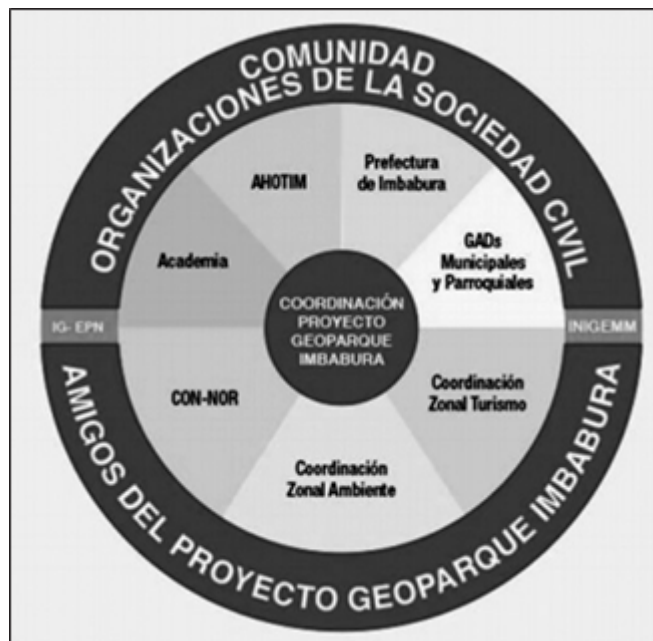 COMUNIDAD
ORGANIZACIONES DE LA SOCIEDAD CIVIL
AHOTIM
Prefectura
de Imbabura
Academia
GADs
Municipales
y Parroquiales
COORDINACIÓN
PROYECTO
GEOPARQUE
IMBABURA
IG- EPN
INIGEMM
CON-NOR
Coordinación
Zonal Turismo
Coordinación
Zonal Ambiente
AMIGOS DEL PROYECTO GEOPARQUE IMBABURA